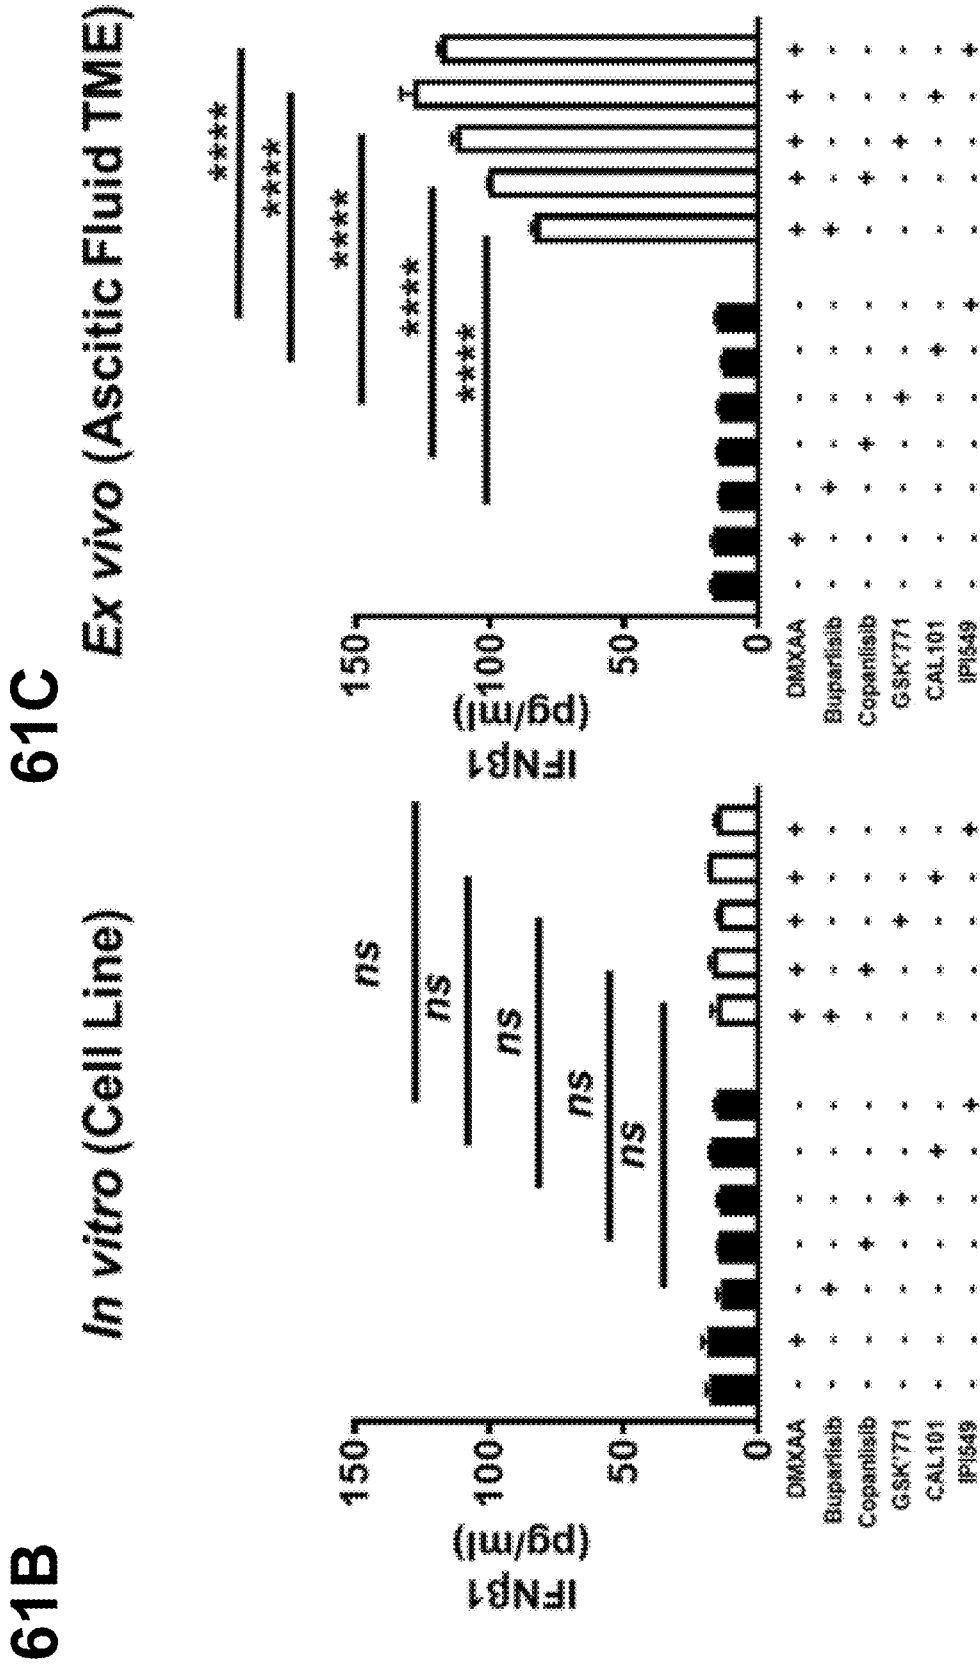 61B
In vitro (Cell Line)
IFNβ1
(pg/ml)
150
100
50
0
ns
ns
ns
ns
ns
DMXAA - + - - - - - + + + + +
Buparlisib - - + - - - - + - - - -
Copanlisib - - - + - - - - + - - -
GSK'771 - - - - + - - - - + - -
CAL101 - - - - - + - - - - + -
IPI549 - - - - - - + - - - - +
61C
Ex vivo (Ascitic Fluid TME)
IFNβ1
(pg/ml)
150
100
50
0
****
****
****
****
****
DMXAA - + - - - - - + + + + +
Buparlisib - - + - - - - + - - - -
Copanlisib - - - + - - - - + - - -
GSK'771 - - - - + - - - - + - -
CAL101 - - - - - + - - - - + -
IPI549 - - - - - - + - - - - +